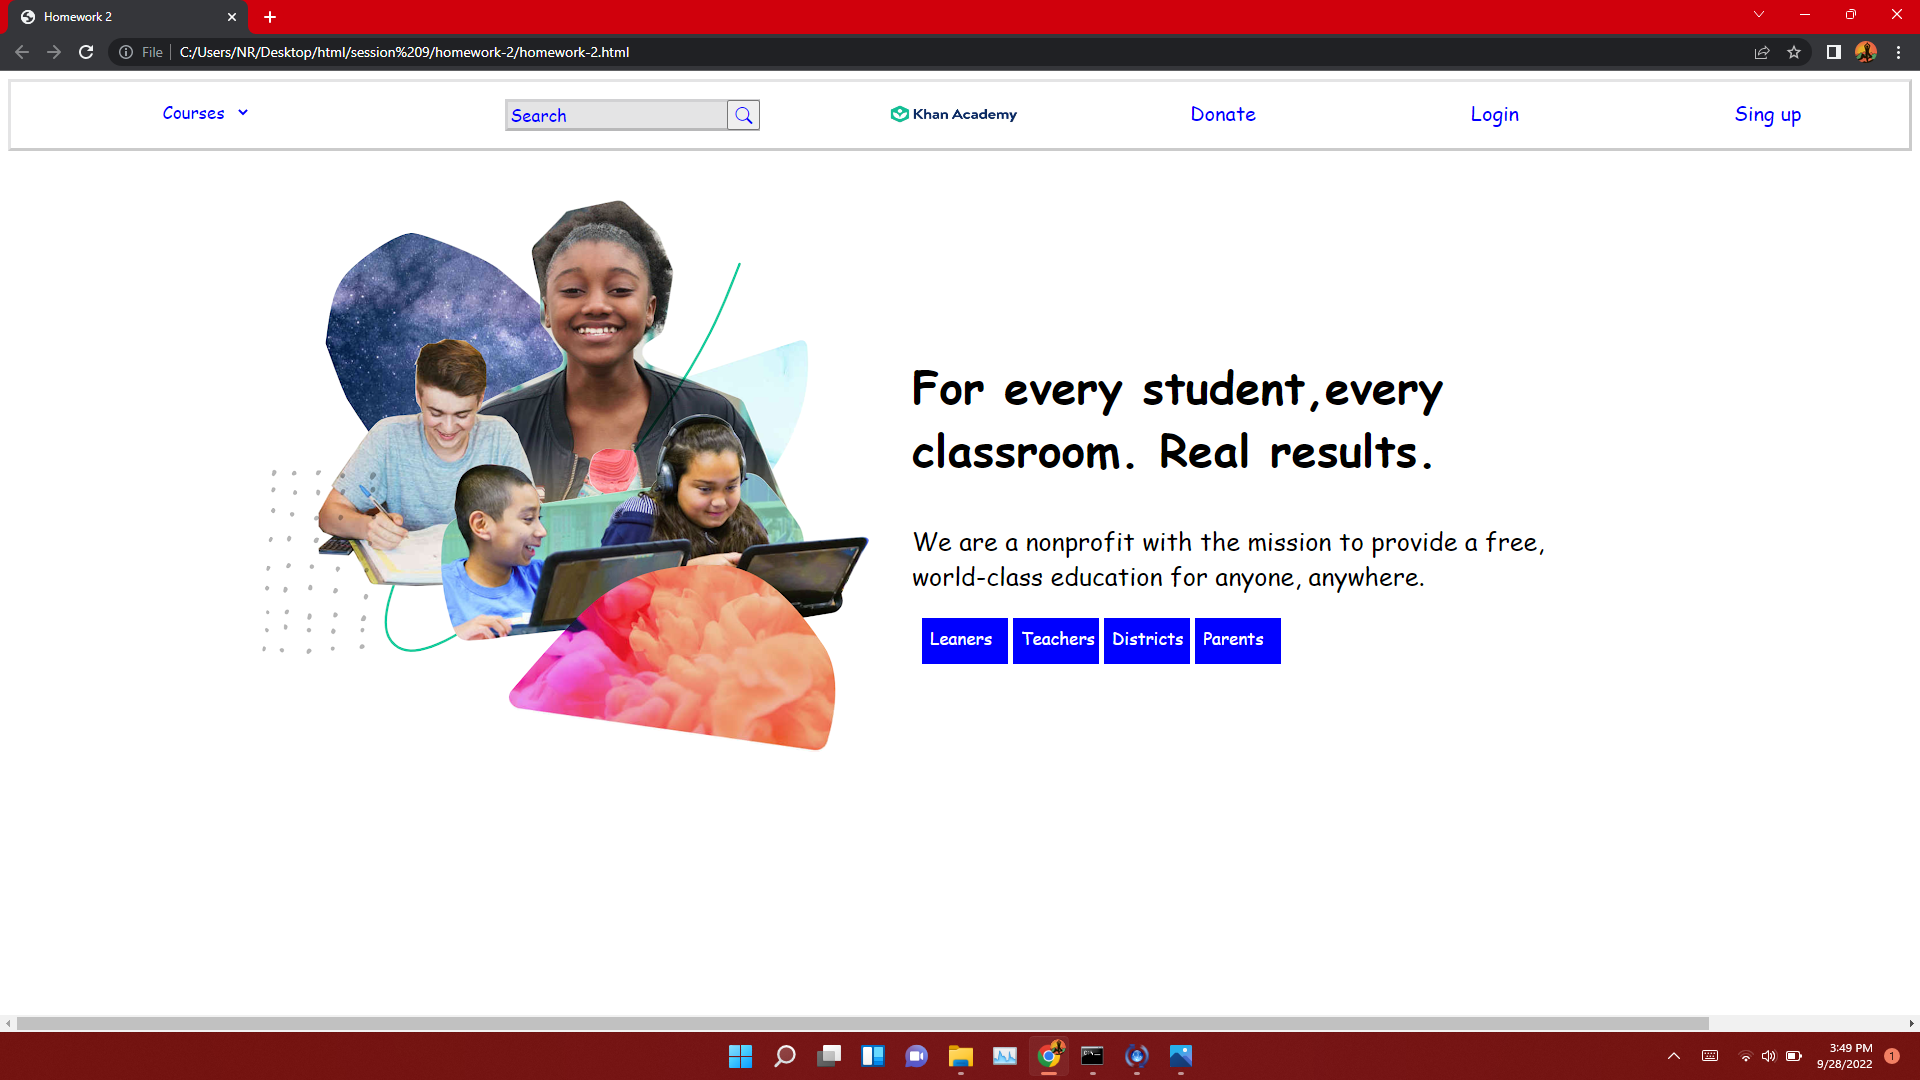 Homework 2
File
C:/Users/NR/Desktop/html/session%209/homework-2/homework-2.html
Courses
Search
Khan Academy
Donate
Login
Sing up
For every student,every
classroom. Real results.
We are a nonprofit with the mission to provide a free,
world-class education for anyone, anywhere.
Leaners
Teachers
Districts
Parents
3:49 PM
9/28/2022
1